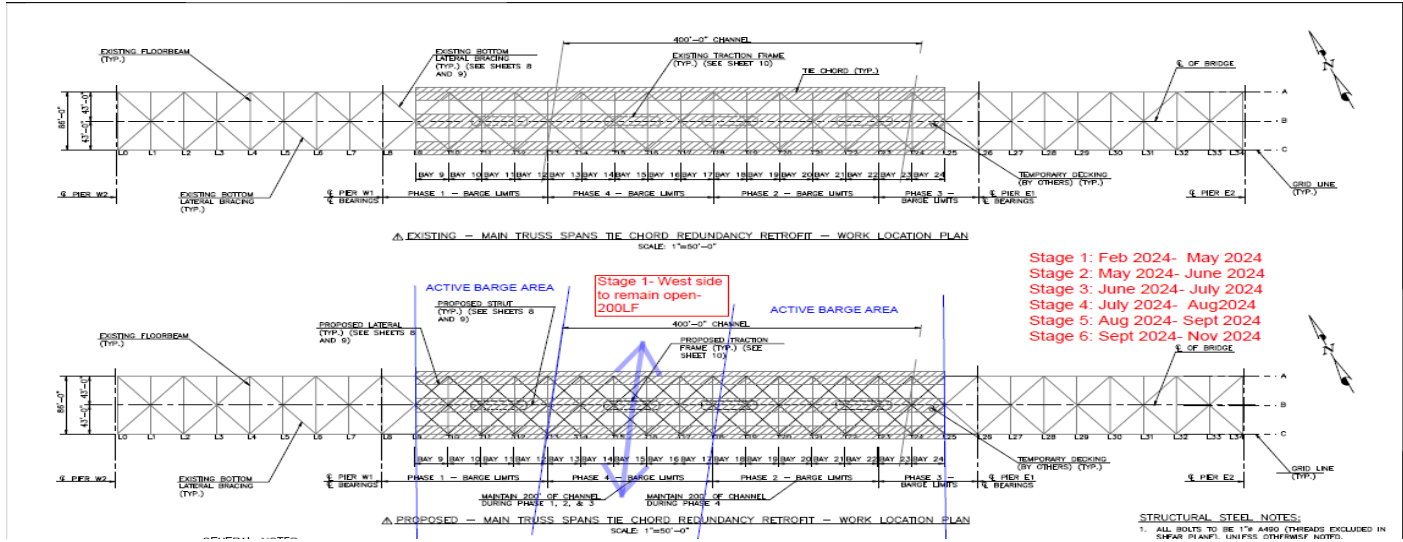 400'-0" CHANNEL
EXISTING FLOORBEAM
(TYP.)
EXISTING BOTTOM
LATERAL BRACING
(TYP.) (SEE SHEETS 8
AND 9)
EXISTING TRACTION FRAME
(TYP.) (SEE SHEET 10)
TIE CHORD (TYP.)
℄ OF BRIDGE
N
86'-0"
43'-0" 43'-0"
A
B
C
L0 L1 L2 L3 L4 L5 L6 L7 L8 L9 L25 L26 L27 L28 L29 L30 L31 L32 L33 L34
BAY 9 BAY 10 BAY 11 BAY 12 BAY 13 BAY 14 BAY 15 BAY 16 BAY 17 BAY 18 BAY 19 BAY 20 BAY 21 BAY 22 BAY 23 BAY 24
℄ PIER W2
EXISTING BOTTOM
LATERAL BRACING
(TYP.)
℄ PIER W1
℄ BEARINGS
PHASE 1 - BARGE LIMITS
PHASE 4 - BARGE LIMITS
PHASE 2 - BARGE LIMITS
PHASE 3 -
BARGE LIMITS
℄ PIER E1
℄ BEARINGS
TEMPORARY DECKING
(BY OTHERS) (TYP.)
℄ PIER E2
GRID LINE
(TYP.)
EXISTING - MAIN TRUSS SPANS TIE CHORD REDUNDANCY RETROFIT - WORK LOCATION PLAN
SCALE: 1"=50'-0"
Stage 1: Feb 2024- May 2024
Stage 2: May 2024- June 2024
Stage 3: June 2024- July 2024
Stage 4: July 2024- Aug2024
Stage 5: Aug 2024- Sept 2024
Stage 6: Sept 2024- Nov 2024
ACTIVE BARGE AREA
Stage 1- West side
to remain open-
200LF
ACTIVE BARGE AREA
PROPOSED STRUT
(TYP.) (SEE SHEETS 8
AND 9)
PROPOSED LATERAL
(TYP.) (SEE SHEETS 8
AND 9)
400'-0" CHANNEL
PROPOSED TRACTION
FRAME (TYP.) (SEE
SHEET 10)
EXISTING FLOORBEAM
(TYP.)
℄ OF BRIDGE
N
86'-0"
43'-0" 43'-0"
A
B
C
L0 L1 L2 L3 L4 L5 L6 L7 L8 L9 L25 L26 L27 L28 L29 L30 L31 L32 L33 L34
BAY 9 BAY 10 BAY 11 BAY 12 BAY 13 BAY 14 BAY 15 BAY 16 BAY 17 BAY 18 BAY 19 BAY 20 BAY 21 BAY 22 BAY 23 BAY 24
℄ PIER W2
EXISTING BOTTOM
LATERAL BRACING
(TYP.)
℄ PIER W1
℄ BEARINGS
PHASE 1 - BARGE LIMITS
PHASE 4 - BARGE LIMITS
PHASE 2 - BARGE LIMITS
PHASE 3 -
BARGE LIMITS
℄ PIER E1
℄ BEARINGS
TEMPORARY DECKING
(BY OTHERS) (TYP.)
℄ PIER E2
GRID LINE
(TYP.)
MAINTAIN 200' OF CHANNEL
DURING PHASE 1, 2, & 3
MAINTAIN 200' OF CHANNEL
DURING PHASE 4
PROPOSED - MAIN TRUSS SPANS TIE CHORD REDUNDANCY RETROFIT - WORK LOCATION PLAN
SCALE: 1"=50'-0"
STRUCTURAL STEEL NOTES:
1. ALL BOLTS TO BE 1"ø A490 (THREADS EXCLUDED IN
SHEAR PLANE), UNLESS OTHERWISE NOTED.